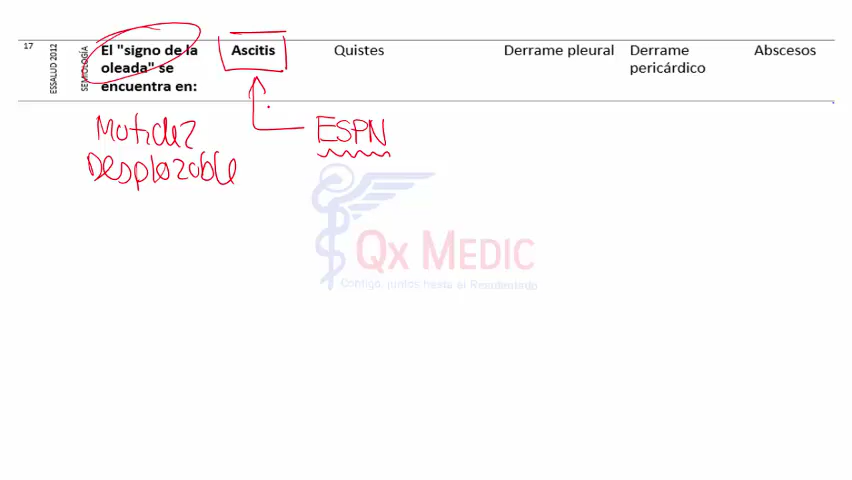 17
ESSALUD 2012
SEMIOLOGÍA
El "signo de la
oleada" se
encuentra en:
Ascitis
Quistes
Derrame pleural
Derrame
pericárdico
Abscesos
Matidez
Desplazable
ESPN
Qx MEDIC
Contigo, juntos hasta el Residentado